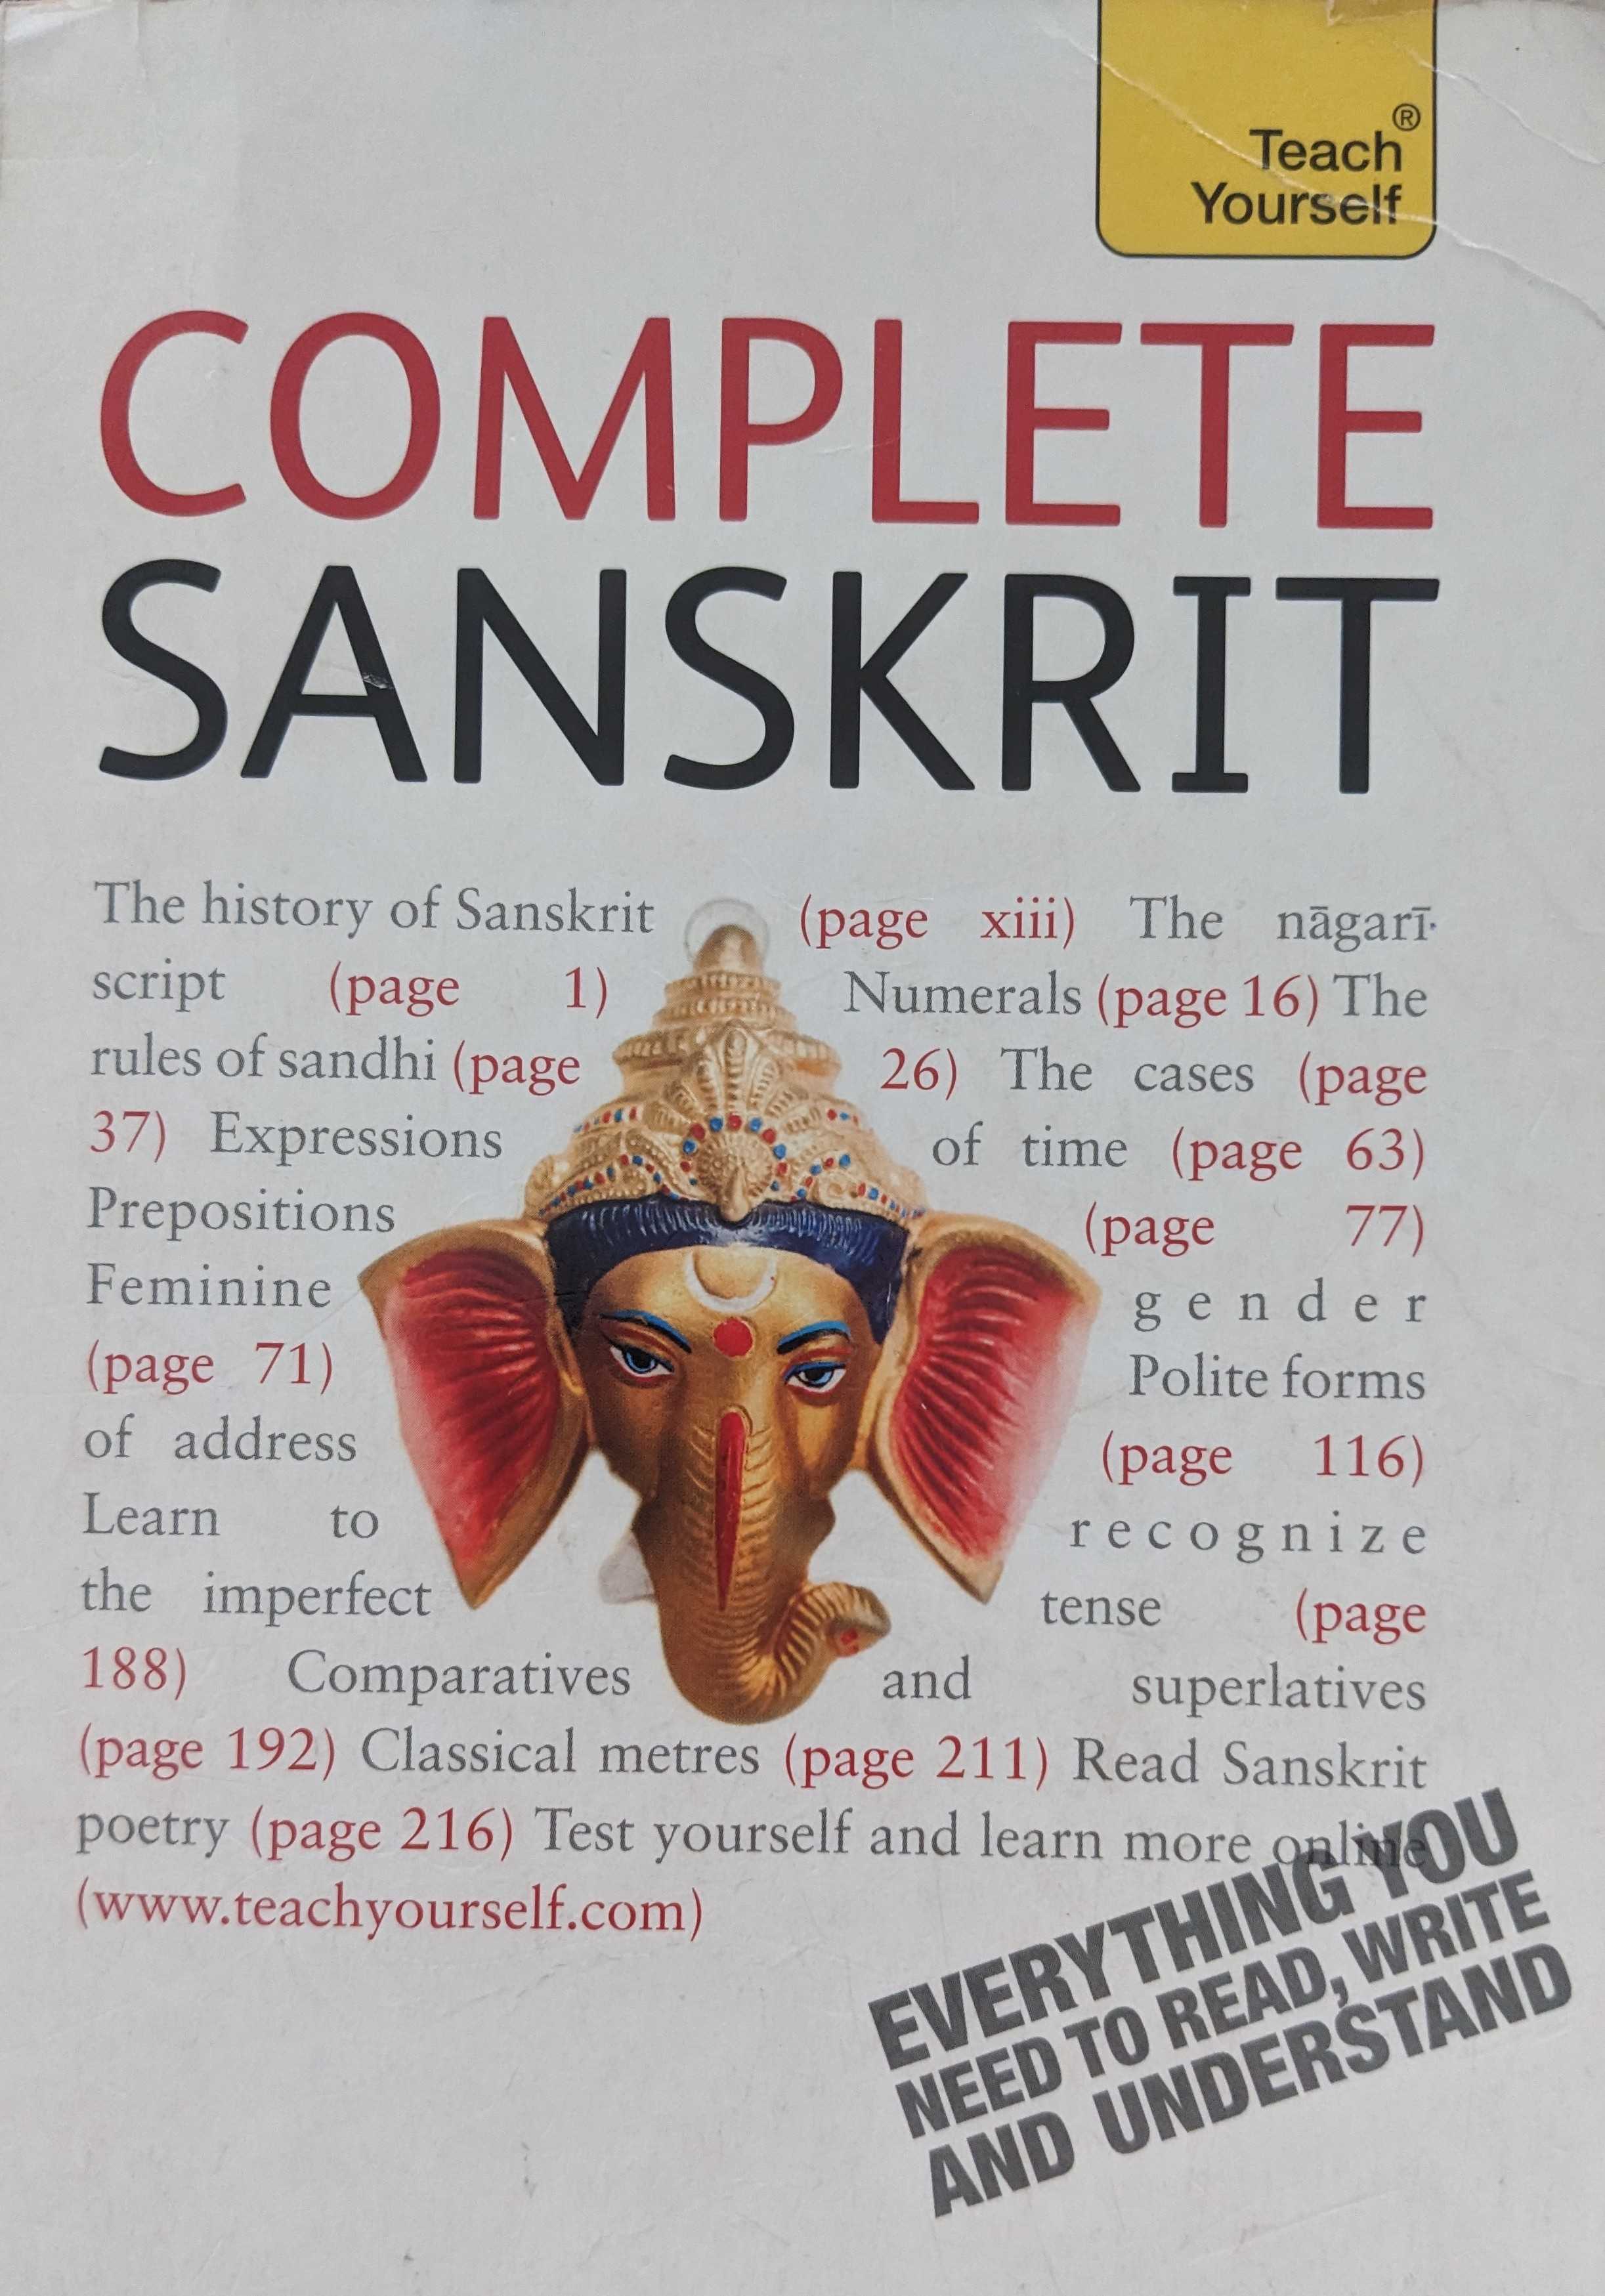 Teach®
Yourself
COMPLETE
SANSKRIT
The history of Sanskrit (page xiii) The nāgarī
script (page 1) Numerals (page 16) The
rules of sandhi (page 26) The cases (page
37) Expressions of time (page 63)
Prepositions (page 77)
Feminine gender
(page 71) Polite forms
of address (page 116)
Learn to recognize
the imperfect tense (page
188) Comparatives and superlatives
(page 192) Classical metres (page 211) Read Sanskrit
poetry (page 216) Test yourself and learn more online
(www.teachyourself.com)
EVERYTHING YOU
NEED TO READ, WRITE
AND UNDERSTAND